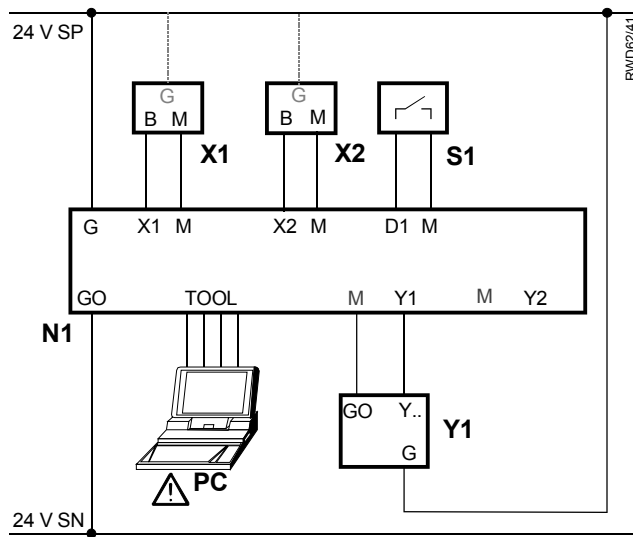 24 V SP
RWD62/41
G
B M
X1
G
B M
X2
S1
G X1 M X2 M D1 M
GO TOOL M Y1 M Y2
N1
GO Y..
G
Y1
PC
24 V SN